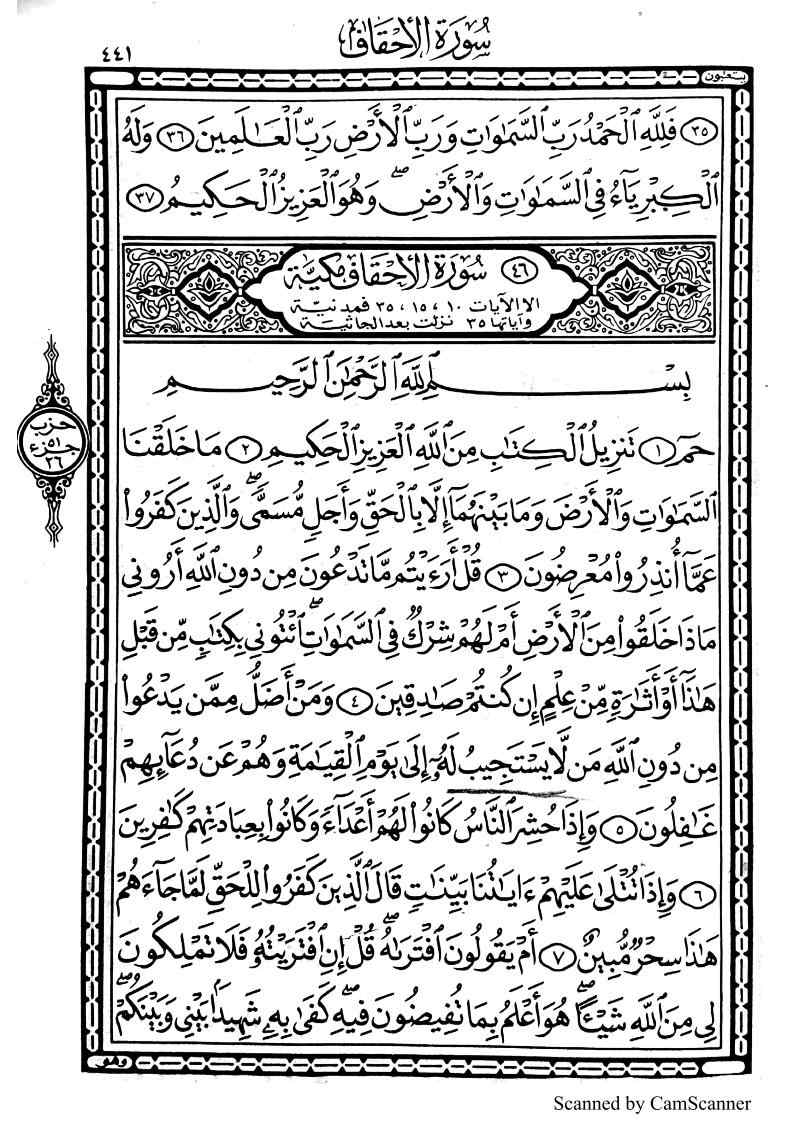 سُورَةُ الأَحْقَافِ
٤٤١
٣٥ فَلِلَّهِ ٱلْحَمْدُ رَبِّ ٱلسَّمَٰوَٰتِ وَرَبِّ ٱلْأَرْضِ رَبِّ ٱلْعَٰلَمِينَ ٣٦ وَلَهُ
ٱلْكِبْرِيَآءُ فِى ٱلسَّمَٰوَٰتِ وَٱلْأَرْضِ ۖ وَهُوَ ٱلْعَزِيزُ ٱلْحَكِيمُ ٣٧
٤٦ سُورَةُ الأَحْقَافِ مَكِّيَّة
الا الآيات ١٠ ، ١٥ ، ٣٥ فمدنية
وآياتها ٣٥ نزلت بعد الجاثية
بِسْمِ ٱللَّهِ ٱلرَّحْمَٰنِ ٱلرَّحِيمِ
حمٓ ١ تَنزِيلُ ٱلْكِتَٰبِ مِنَ ٱللَّهِ ٱلْعَزِيزِ ٱلْحَكِيمِ ٢ مَا خَلَقْنَا
ٱلسَّمَٰوَٰتِ وَٱلْأَرْضَ وَمَا بَيْنَهُمَآ إِلَّا بِٱلْحَقِّ وَأَجَلٍ مُّسَمًّى ۚ وَٱلَّذِينَ كَفَرُوا۟
عَمَّآ أُنذِرُوا۟ مُعْرِضُونَ ٣ قُلْ أَرَءَيْتُم مَّا تَدْعُونَ مِن دُونِ ٱللَّهِ أَرُونِى
مَاذَا خَلَقُوا۟ مِنَ ٱلْأَرْضِ أَمْ لَهُمْ شِرْكٌ فِى ٱلسَّمَٰوَٰتِ ۖ ٱئْتُونِى بِكِتَٰبٍ مِّن قَبْلِ
هَٰذَآ أَوْ أَثَٰرَةٍ مِّنْ عِلْمٍ إِن كُنتُمْ صَٰدِقِينَ ٤ وَمَنْ أَضَلُّ مِمَّن يَدْعُوا۟
مِن دُونِ ٱللَّهِ مَن لَّا يَسْتَجِيبُ لَهُۥٓ إِلَىٰ يَوْمِ ٱلْقِيَٰمَةِ وَهُمْ عَن دُعَآئِهِمْ
غَٰفِلُونَ ٥ وَإِذَا حُشِرَ ٱلنَّاسُ كَانُوا۟ لَهُمْ أَعْدَآءً وَكَانُوا۟ بِعِبَادَتِهِمْ كَٰفِرِينَ
٦ وَإِذَا تُتْلَىٰ عَلَيْهِمْ ءَايَٰتُنَا بَيِّنَٰتٍ قَالَ ٱلَّذِينَ كَفَرُوا۟ لِلْحَقِّ لَمَّا جَآءَهُمْ
هَٰذَا سِحْرٌ مُّبِينٌ ٧ أَمْ يَقُولُونَ ٱفْتَرَىٰهُ ۖ قُلْ إِنِ ٱفْتَرَيْتُهُۥ فَلَا تَمْلِكُونَ
لِى مِنَ ٱللَّهِ شَيْـًٔا ۖ هُوَ أَعْلَمُ بِمَا تُفِيضُونَ فِيهِ ۖ كَفَىٰ بِهِۦ شَهِيدًۢا بَيْنِى وَبَيْنَكُمْ ۖ
وهو
حزب
٥١
جزء
٢٦
Scanned by CamScanner